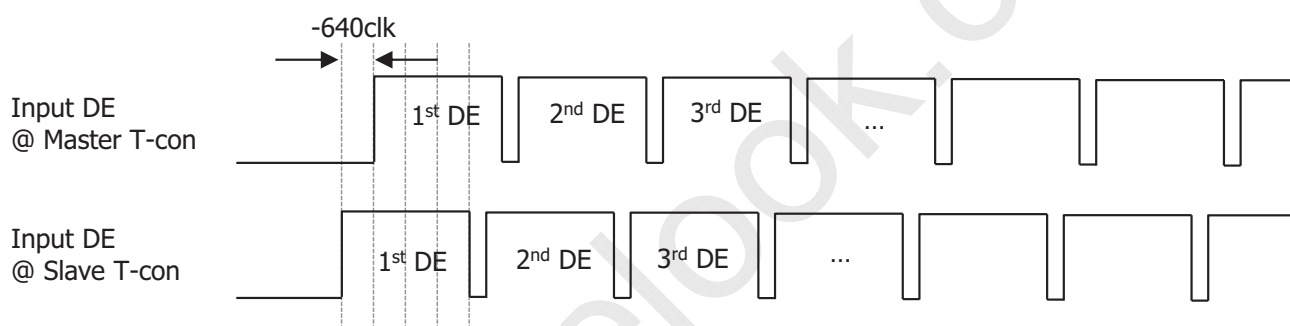 -640clk
Input DE
@ Master T-con
1st DE
2nd DE
3rd DE
...
Input DE
@ Slave T-con
1st DE
2nd DE
3rd DE
...